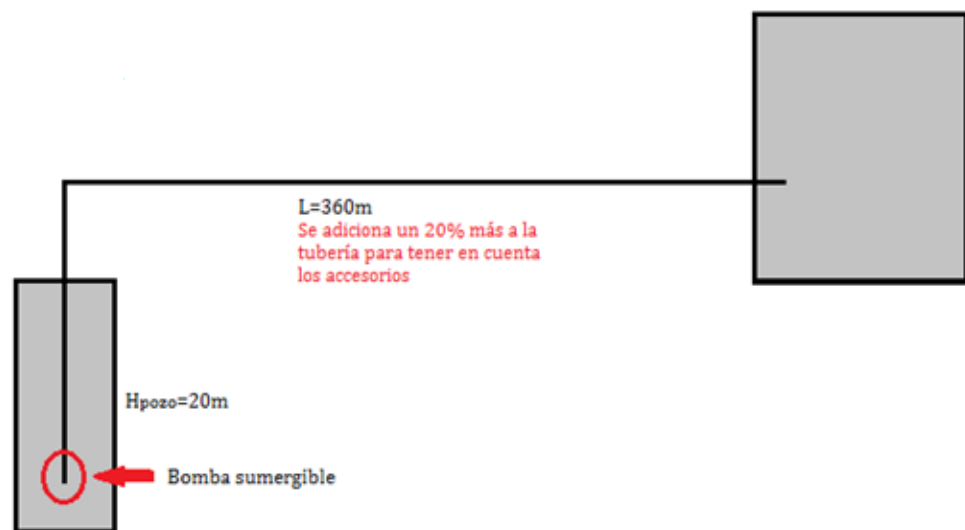 L=360m
Se adiciona un 20% más a la
tubería para tener en cuenta
los accesorios
Hpozo=20m
Bomba sumergible